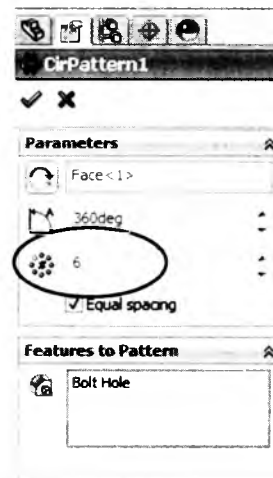 CirPattern1
Parameters
Face<1>
360deg
6
Equal spacing
Features to Pattern
Bolt Hole